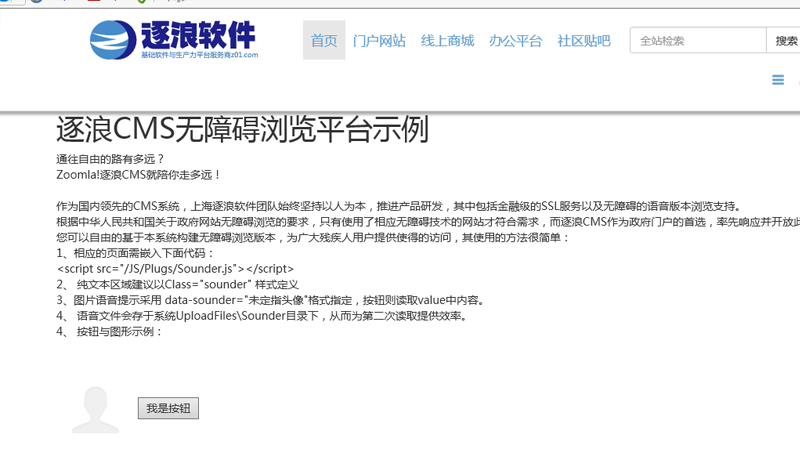 逐浪软件
基础软件与生产力平台服务商z01.com
首页 门户网站 线上商城 办公平台 社区贴吧 全站检索 搜索
逐浪CMS无障碍浏览平台示例
通往自由的路有多远？
Zoomla!逐浪CMS就陪你走多远！
作为国内领先的CMS系统，上海逐浪软件团队始终坚持以人为本，推进产品研发，其中包括金融级的SSL服务以及无障碍的语音版本浏览支持。
根据中华人民共和国关于政府网站无障碍浏览的要求，只有使用了相应无障碍技术的网站才符合需求，而逐浪CMS作为政府门户的首选，率先响应并开放此
您可以自由的基于本系统构建无障碍浏览版本，为广大残疾人用户提供使得的访问，其使用的方法很简单：
1、相应的页面需嵌入下面代码：
<script src="/JS/Plugs/Sounder.js"></script>
2、 纯文本区域建议以Class="sounder" 样式定义
3、图片语音提示采用 data-sounder="未定指头像"格式指定，按钮则读取value中内容。
4、 语音文件会存于系统UploadFiles\Sounder目录下，从而为第二次读取提供效率。
4、 按钮与图形示例：
我是按钮